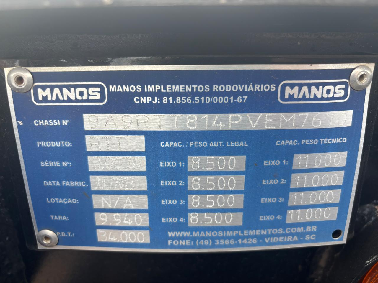 MANOS MANOS IMPLEMENTOS RODOVIÁRIOS MANOS
CNPJ: 81.856.510/0001-67
CHASSI Nº
PRODUTO: CAPAC./ PESO ABT. LEGAL CAPAC./ PESO TÉCNICO
SÉRIE Nº: EIXO 1: 8.500 EIXO 1: 11.000
DATA FABRIC. EIXO 2: 8.500 EIXO 2: 11.000
LOTAÇÃO: N/A EIXO 3: 8.500 EIXO 3: 11.000
TARA: 9.940 EIXO 4: 8.500 EIXO 4: 11.000
P.B.T.: 34.000 WWW.MANOSIMPLEMENTOS.COM.BR
FONE: (49) 3566-1426 - VIDEIRA - SC